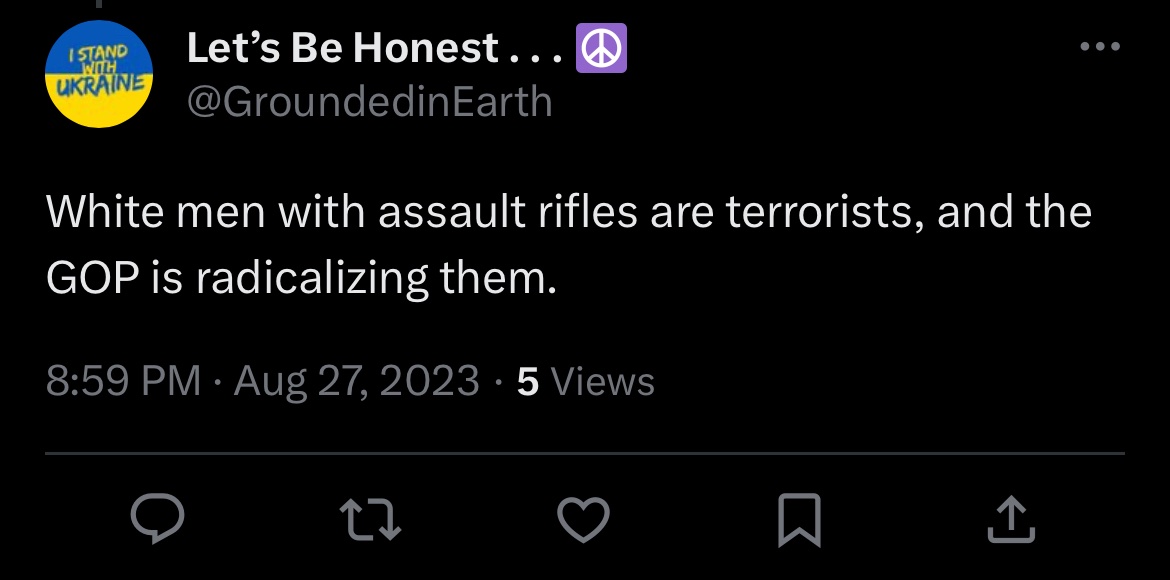 I STAND
WITH
UKRAINE
Let’s Be Honest . . . ☮️
@GroundedinEarth
White men with assault rifles are terrorists, and the
GOP is radicalizing them.
8:59 PM · Aug 27, 2023 · 5 Views